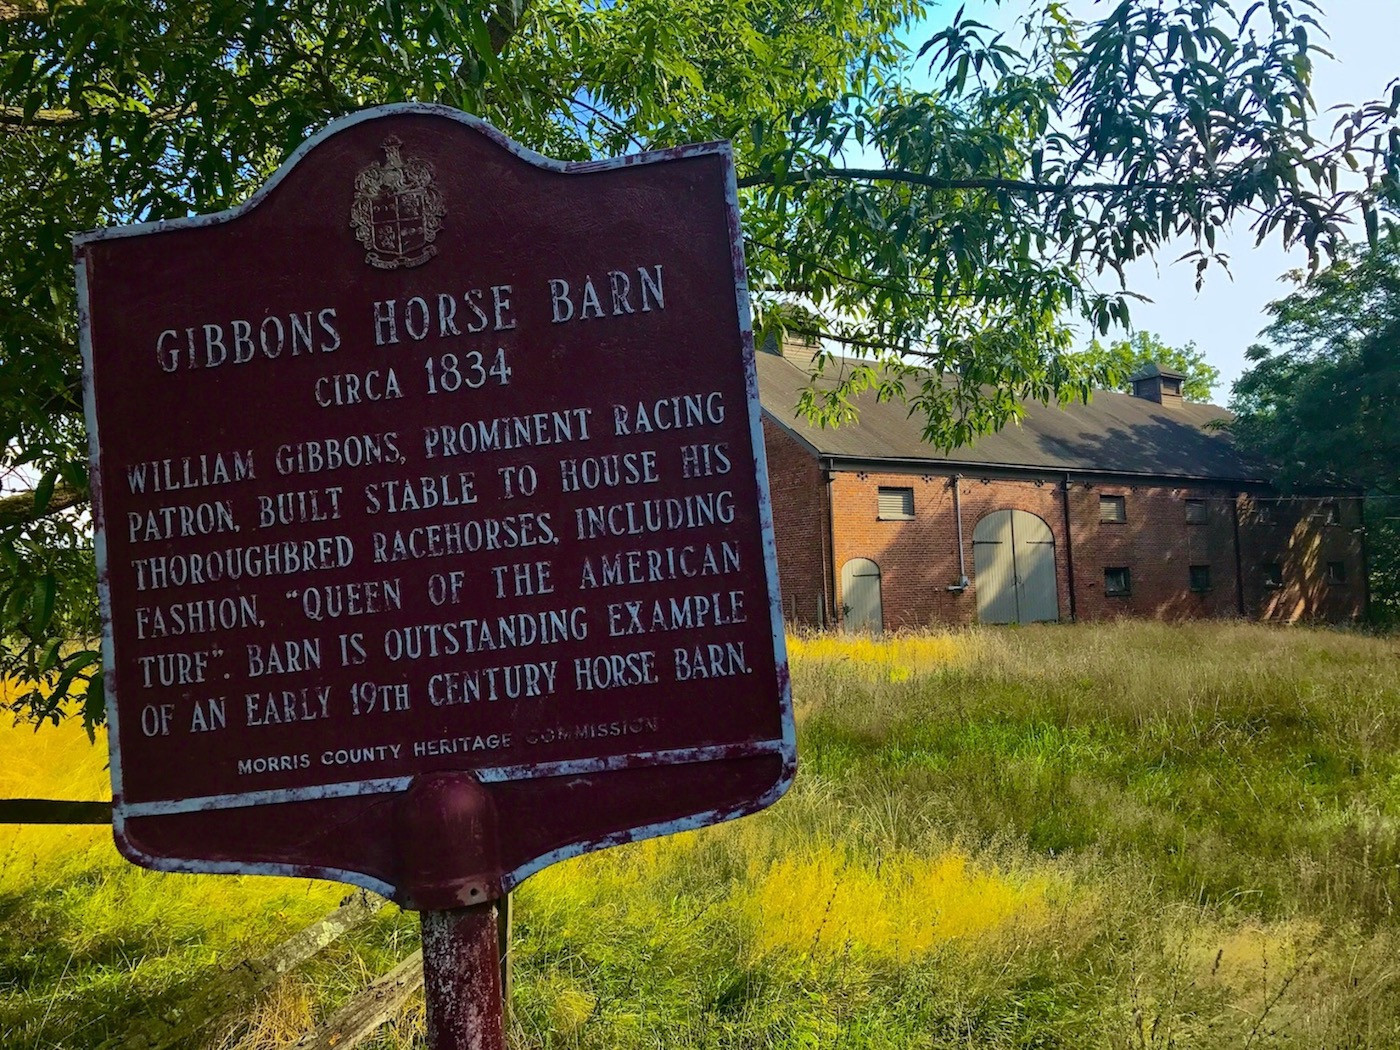 GIBBONS HORSE BARN
CIRCA 1834
WILLIAM GIBBONS, PROMINENT RACING
PATRON, BUILT STABLE TO HOUSE HIS
THOROUGHBRED RACEHORSES, INCLUDING
FASHION, "QUEEN OF THE AMERICAN
TURF". BARN IS OUTSTANDING EXAMPLE
OF AN EARLY 19TH CENTURY HORSE BARN.
MORRIS COUNTY HERITAGE COMMISSION